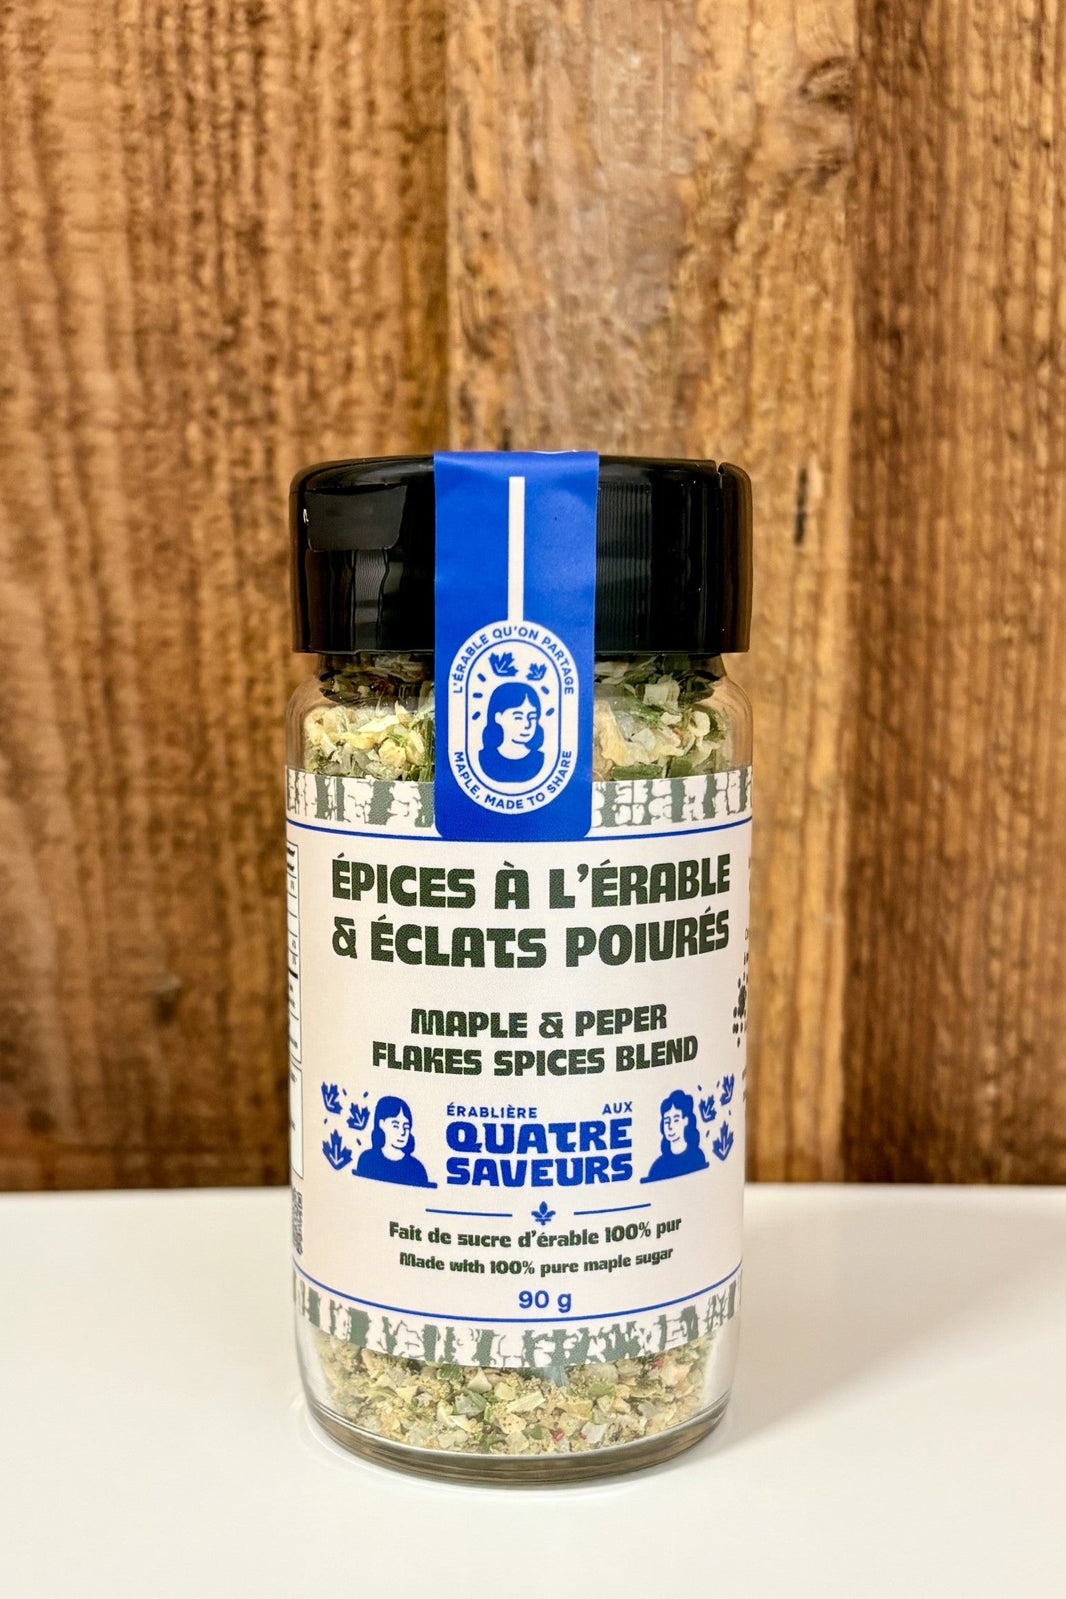 L'ÉRABLE QU'ON PARTAGE
MAPLE, MADE TO SHARE
ÉPICES À L'ÉRABLE
& ÉCLATS POIVRÉS
MAPLE & PEPER
FLAKES SPICES BLEND
ÉRABLIÈRE AUX
QUATRE
SAVEURS
Fait de sucre d'érable 100% pur
Made with 100% pure maple sugar
90 g